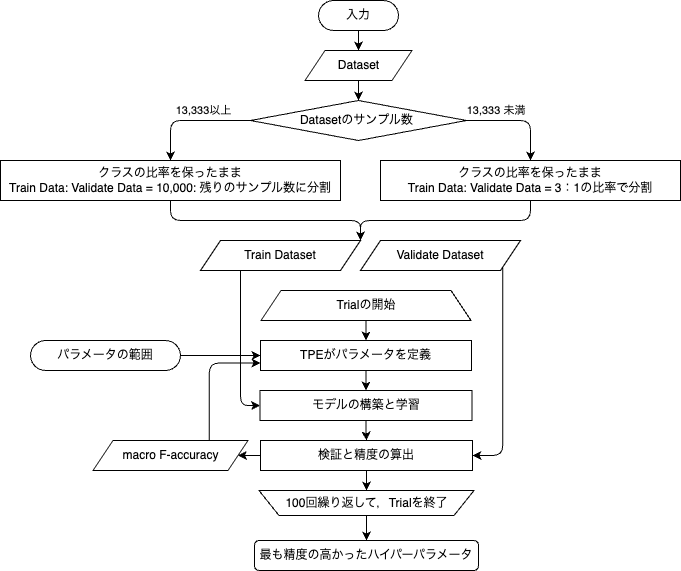 入力
Dataset
13,333以上
13,333 未満
Datasetのサンプル数
クラスの比率を保ったまま
Train Data: Validate Data = 10,000: 残りのサンプル数に分割
クラスの比率を保ったまま
Train Data: Validate Data = 3：1の比率で分割
Train Dataset
Validate Dataset
Trialの開始
パラメータの範囲
TPEがパラメータを定義
モデルの構築と学習
macro F-accuracy
検証と精度の算出
100回繰り返して，Trialを終了
最も精度の高かったハイパーパラメータ